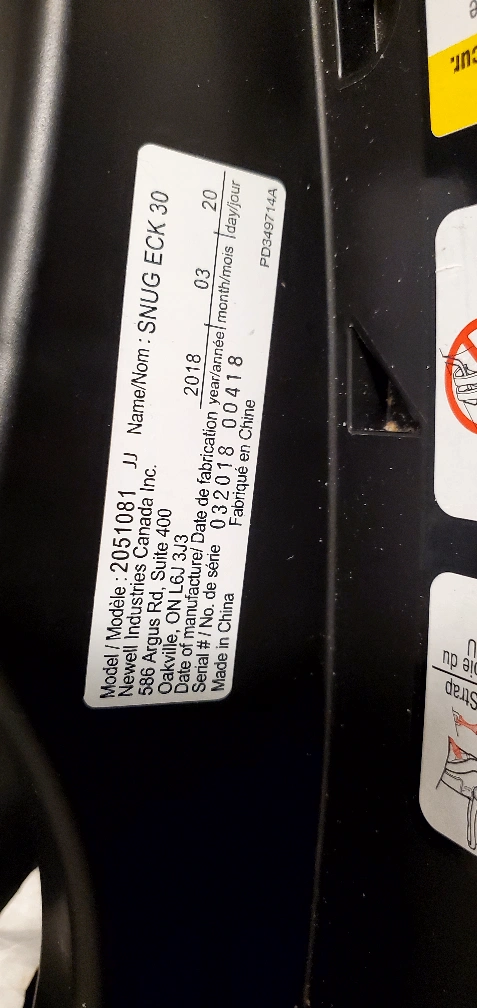 Model / Modèle : 2051081 JJ Name/Nom : SNUG ECK 30
Newell Industries Canada Inc.
586 Argus Rd, Suite 400
Oakville, ON L6J 3J3 2018 03 20
Date of manufacture/ Date de fabrication year/année month/mois day/jour
Serial # / No. de série 032018 00418
Made in China Fabriqué en Chine PD349714A
Strap